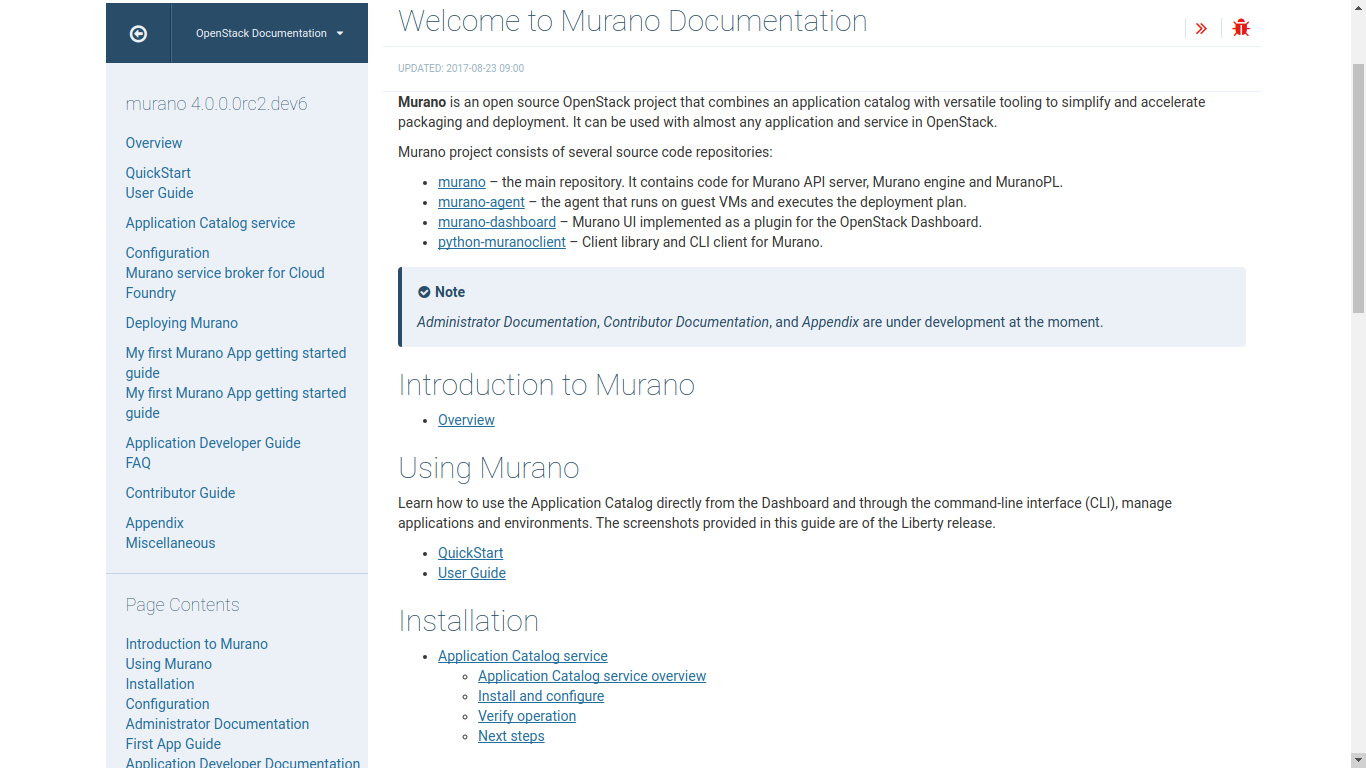 OpenStack Documentation
murano 4.0.0.0rc2.dev6
Overview
QuickStart
User Guide
Application Catalog service
Configuration
Murano service broker for Cloud
Foundry
Deploying Murano
My first Murano App getting started
guide
My first Murano App getting started
guide
Application Developer Guide
FAQ
Contributor Guide
Appendix
Miscellaneous
Page Contents
Introduction to Murano
Using Murano
Installation
Configuration
Administrator Documentation
First App Guide
Application Developer Documentation
Welcome to Murano Documentation
UPDATED: 2017-08-23 09:00
Murano is an open source OpenStack project that combines an application catalog with versatile tooling to simplify and accelerate
packaging and deployment. It can be used with almost any application and service in OpenStack.
Murano project consists of several source code repositories:
murano – the main repository. It contains code for Murano API server, Murano engine and MuranoPL.
murano-agent – the agent that runs on guest VMs and executes the deployment plan.
murano-dashboard – Murano UI implemented as a plugin for the OpenStack Dashboard.
python-muranoclient – Client library and CLI client for Murano.
Note
Administrator Documentation, Contributor Documentation, and Appendix are under development at the moment.
Introduction to Murano
Overview
Using Murano
Learn how to use the Application Catalog directly from the Dashboard and through the command-line interface (CLI), manage
applications and environments. The screenshots provided in this guide are of the Liberty release.
QuickStart
User Guide
Installation
Application Catalog service
Application Catalog service overview
Install and configure
Verify operation
Next steps